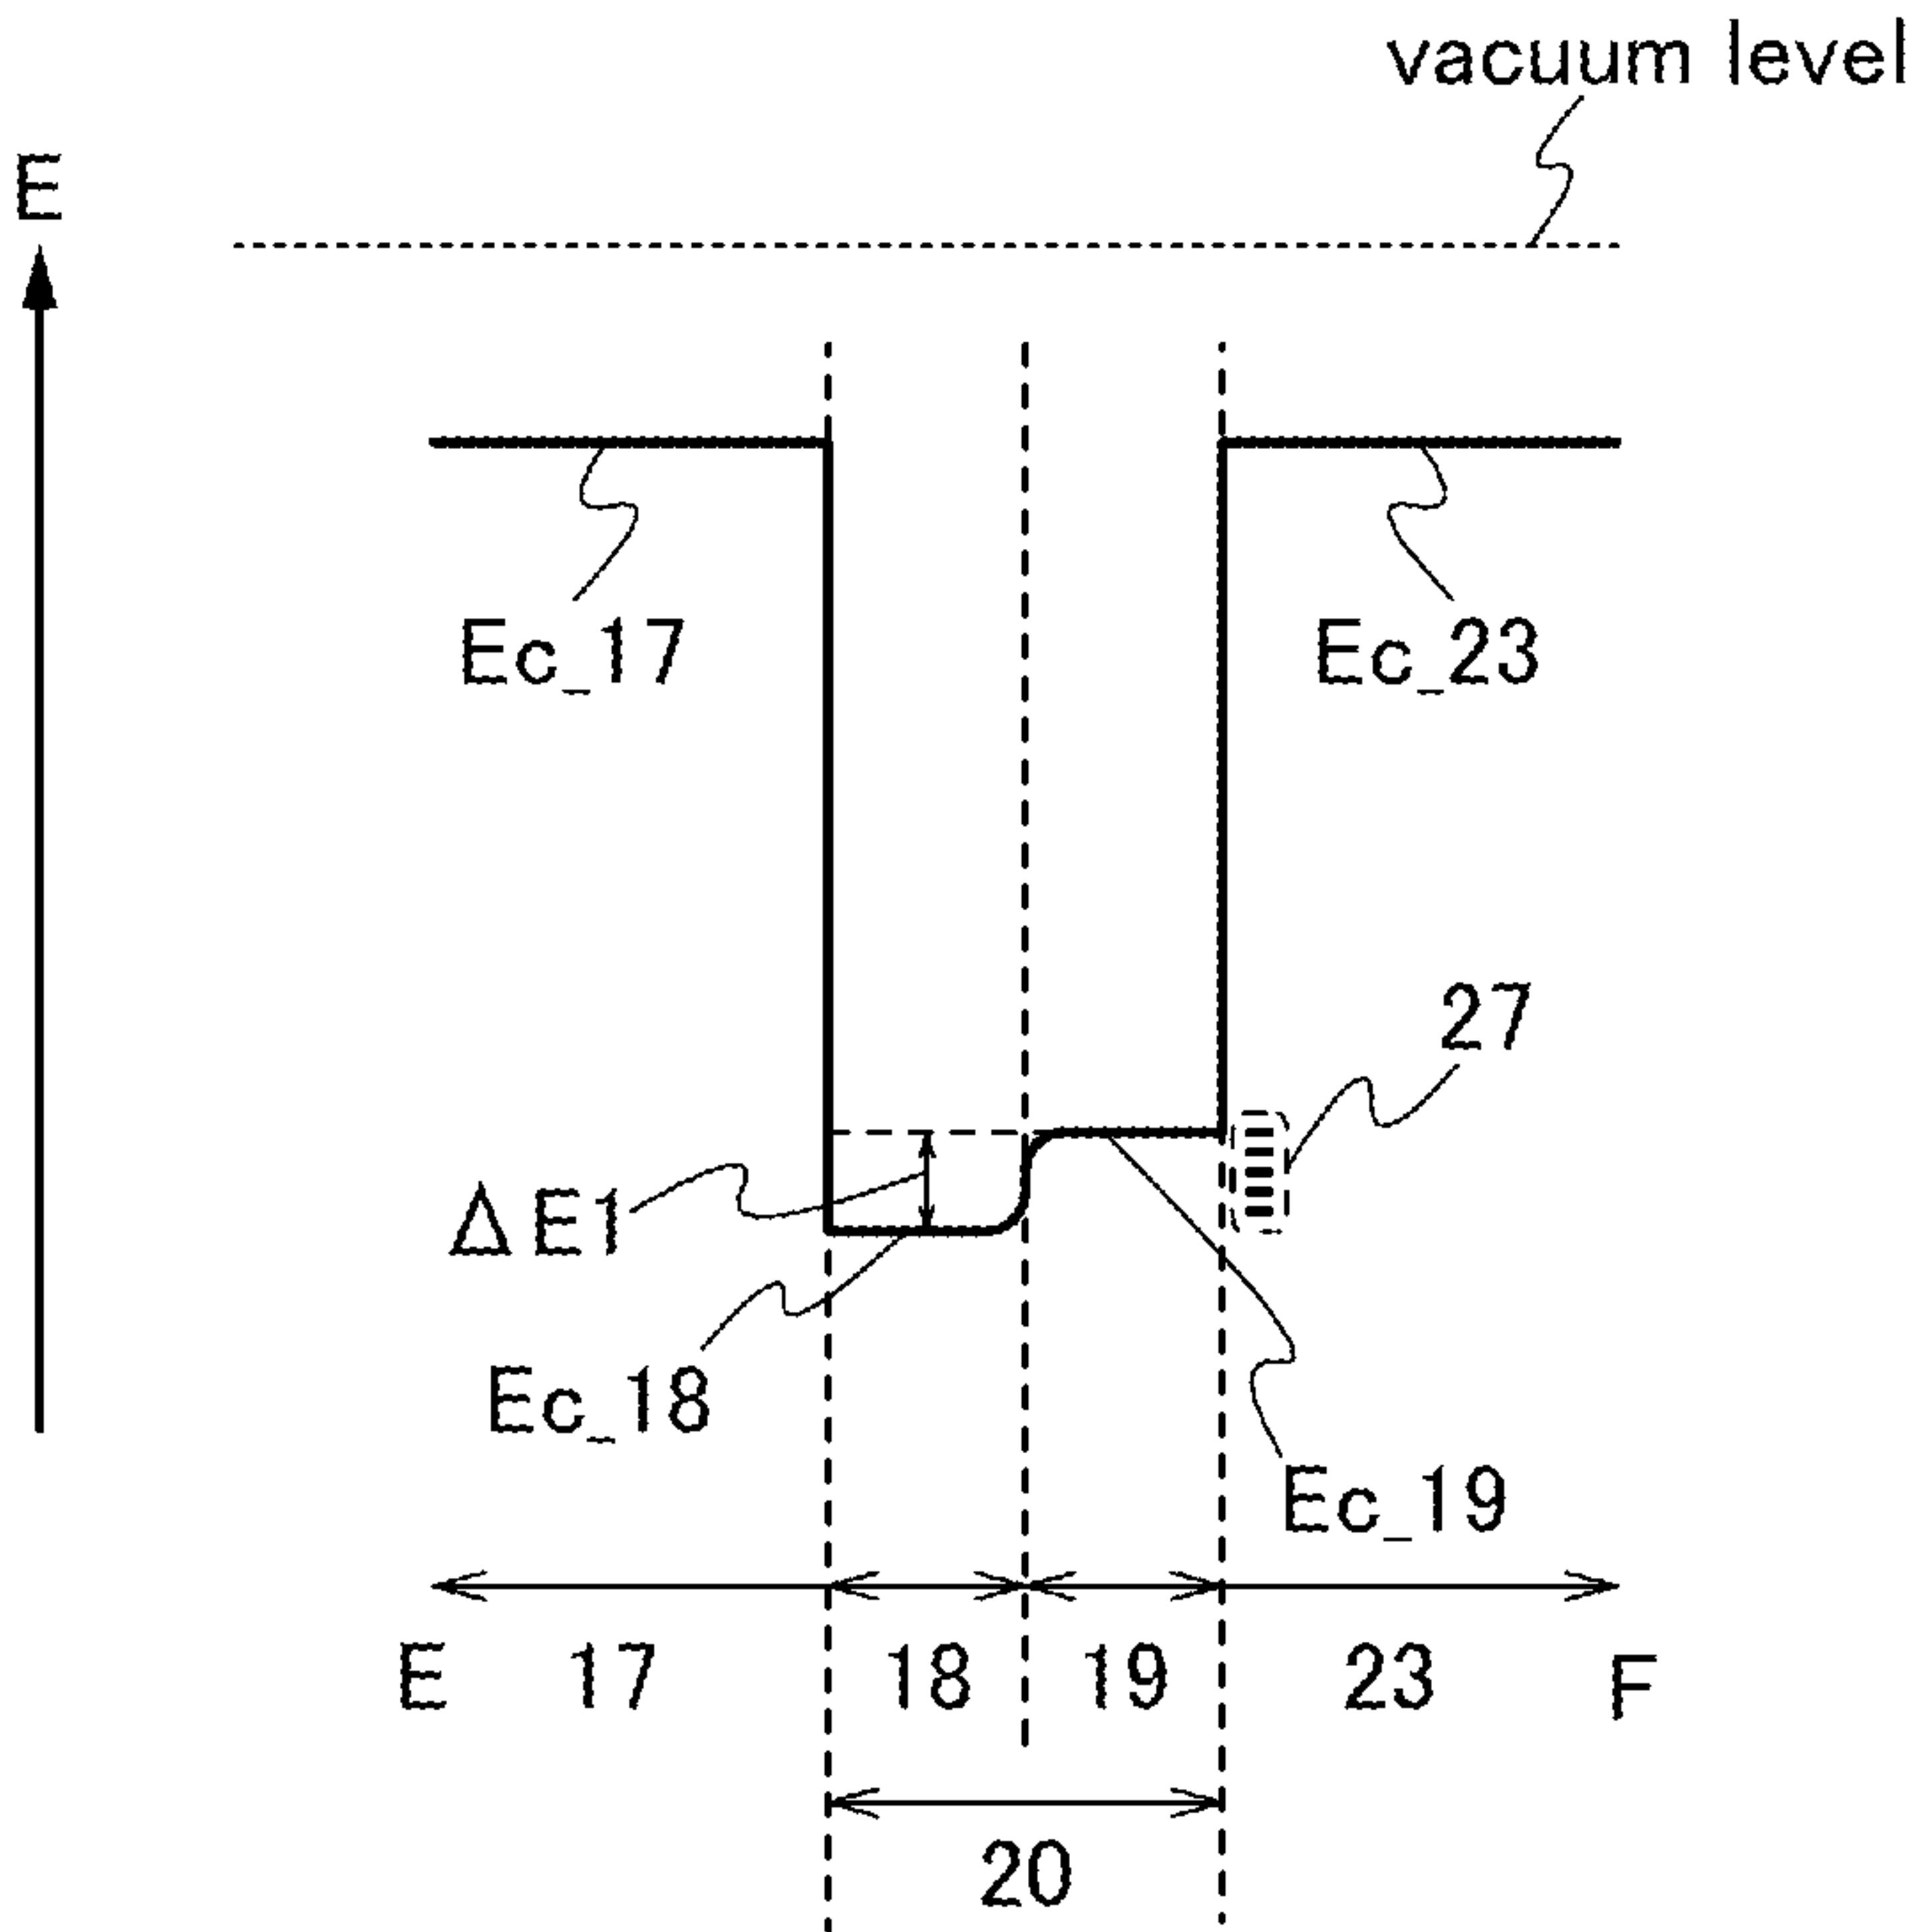 vacuum level
E
Ec_17
Ec_23
27
ΔE1
Ec_18
Ec_19
E 17 18 19 23 F
20